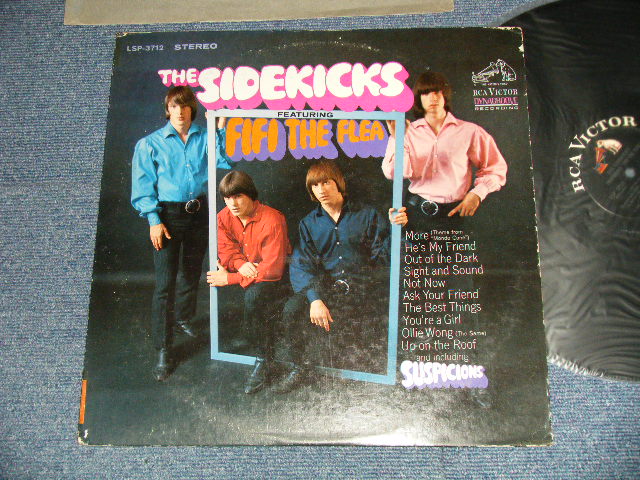 LSP-3712 STEREO
THE SIDEKICKS
FEATURING
FIFI THE FLEA
RCA VICTOR
DYNAGROOVE
RECORDING
More (Theme from
"Mondo Cane")
He's My Friend
Out of the Dark
Sight and Sound
Not Now
Ask Your Friend
The Best Things
You're a Girl
Ollie Wong (The Same)
Up on the Roof
and including
SUSPICIONS
RCA VICTOR